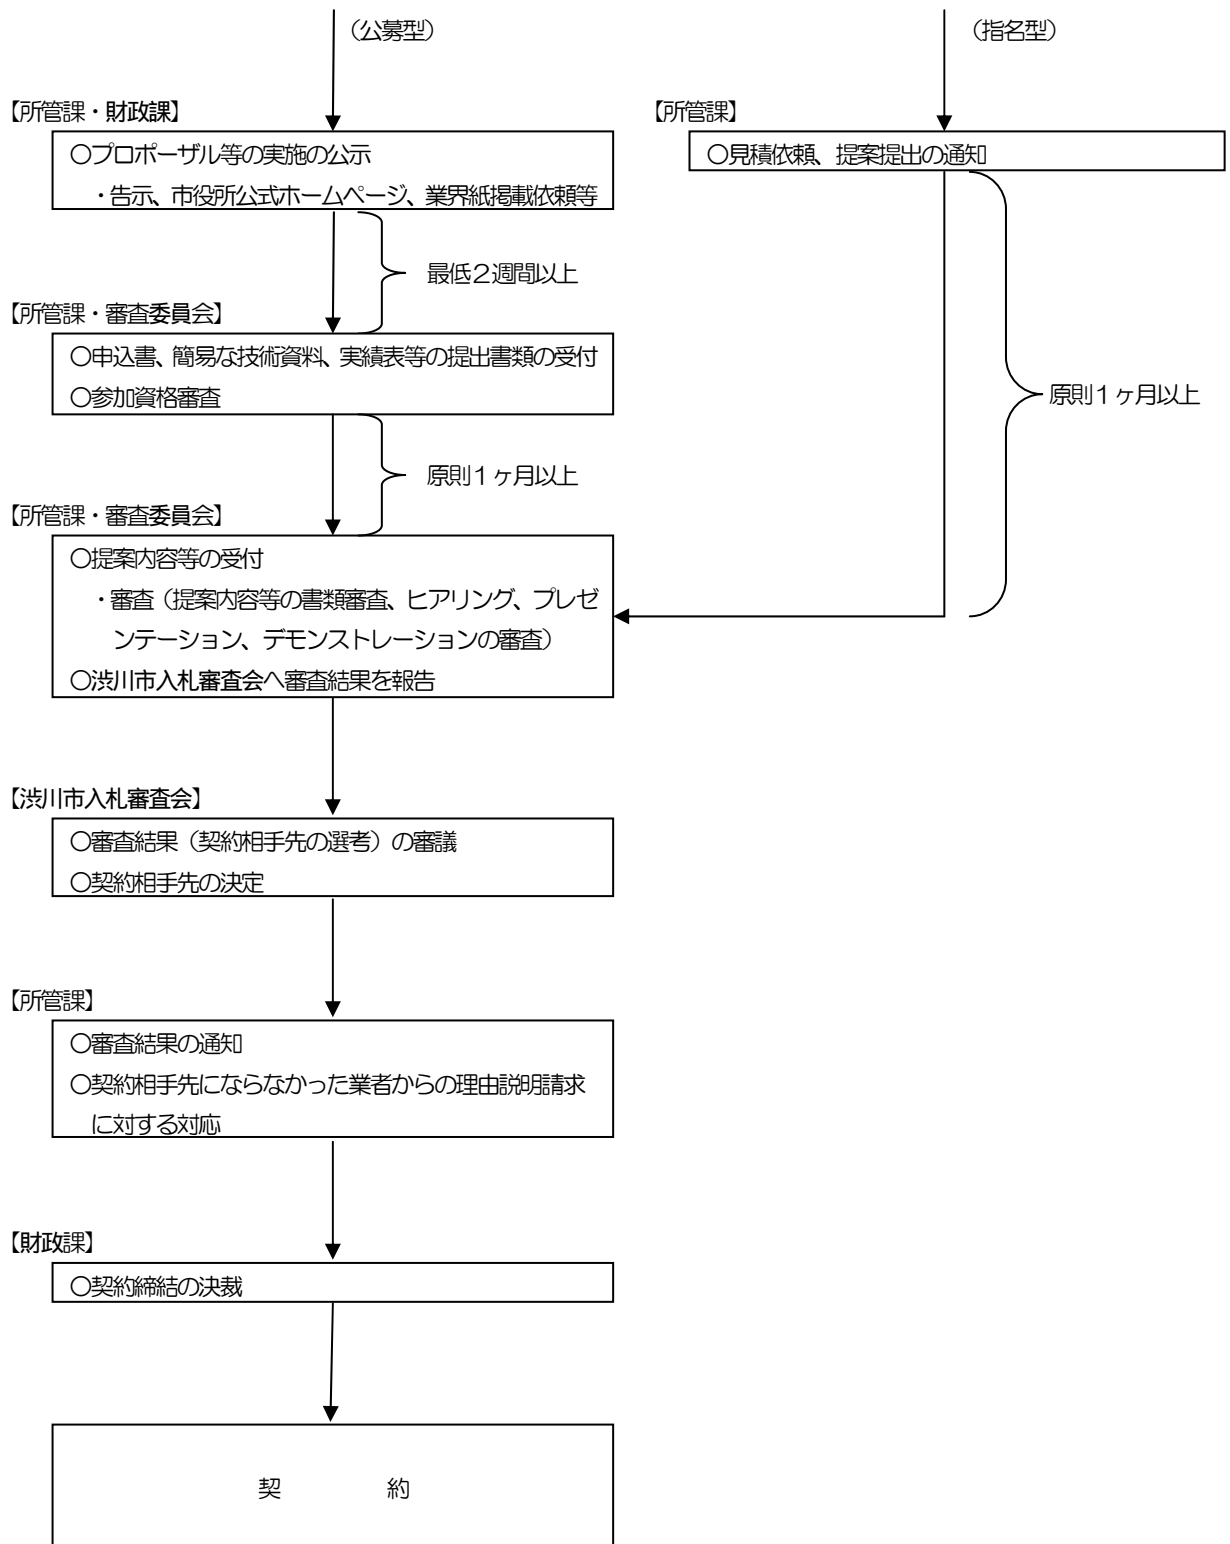 （公募型）
（指名型）
【所管課・財政課】
【所管課】
○プロポーザル等の実施の公示
・告示、市役所公式ホームページ、業界紙掲載依頼等
○見積依頼、提案提出の通知
最低２週間以上
【所管課・審査委員会】
○申込書、簡易な技術資料、実績表等の提出書類の受付
○参加資格審査
原則１ヶ月以上
原則１ヶ月以上
【所管課・審査委員会】
○提案内容等の受付
・審査（提案内容等の書類審査、ヒアリング、プレゼ
ンテーション、デモンストレーションの審査）
○渋川市入札審査会へ審査結果を報告
【渋川市入札審査会】
○審査結果（契約相手先の選考）の審議
○契約相手先の決定
【所管課】
○審査結果の通知
○契約相手先にならなかった業者からの理由説明請求
に対する対応
【財政課】
○契約締結の決裁
契　　　　約